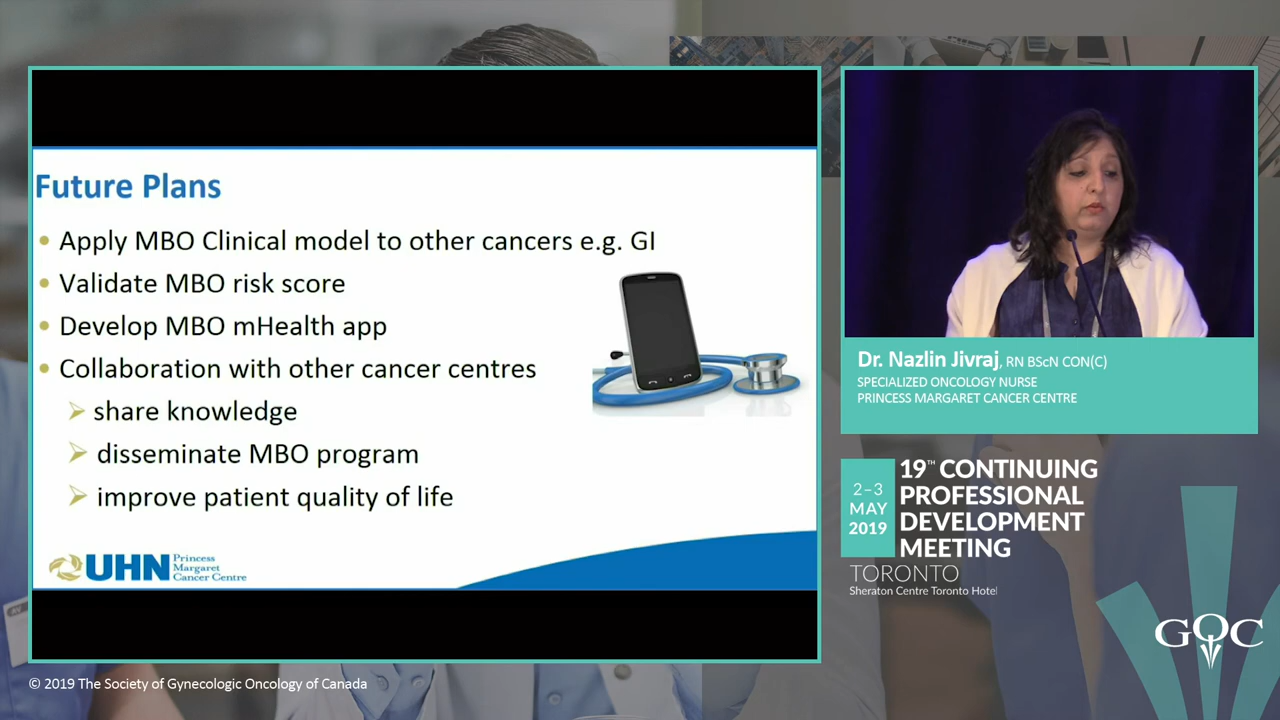 Future Plans
Apply MBO Clinical model to other cancers e.g. GI
Validate MBO risk score
Develop MBO mHealth app
Collaboration with other cancer centres
share knowledge
disseminate MBO program
improve patient quality of life
UHN Princess
Margaret
Cancer Centre
Dr. Nazlin Jivraj, RN BScN CON(C)
SPECIALIZED ONCOLOGY NURSE
PRINCESS MARGARET CANCER CENTRE
2–3
MAY
2019
19TH CONTINUING
PROFESSIONAL
DEVELOPMENT
MEETING
TORONTO
Sheraton Centre Toronto Hotel
GOC
© 2019 The Society of Gynecologic Oncology of Canada